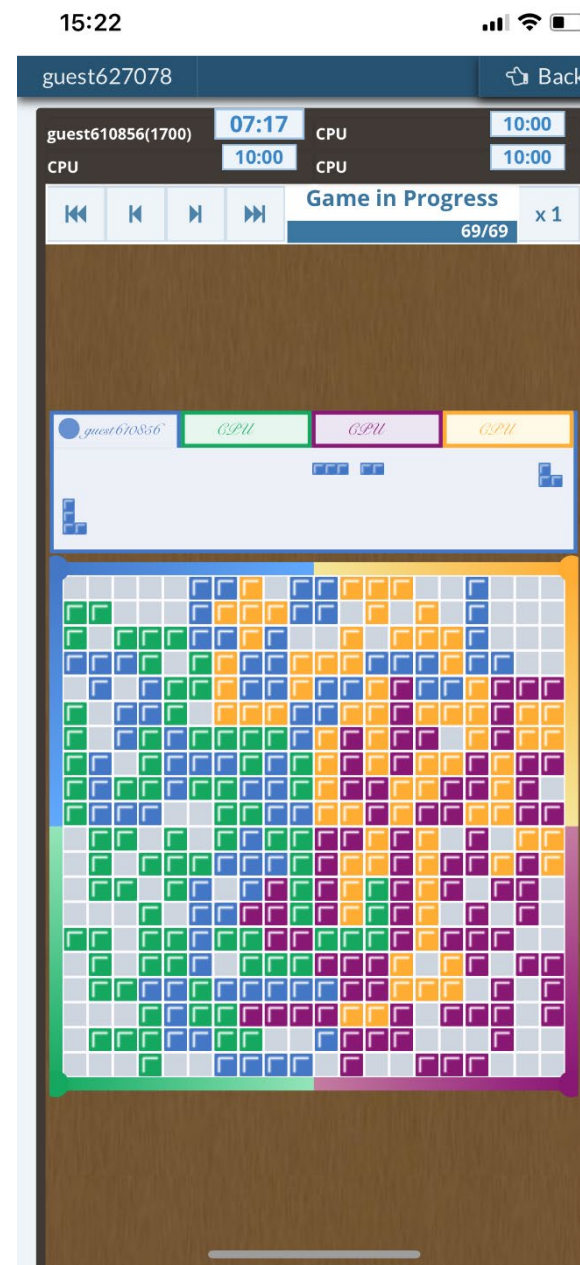 15:22
guest627078 Back
guest610856(1700) 07:17 CPU 10:00
CPU 10:00 CPU 10:00
Game in Progress
69/69
x 1
guest610856 CPU CPU CPU